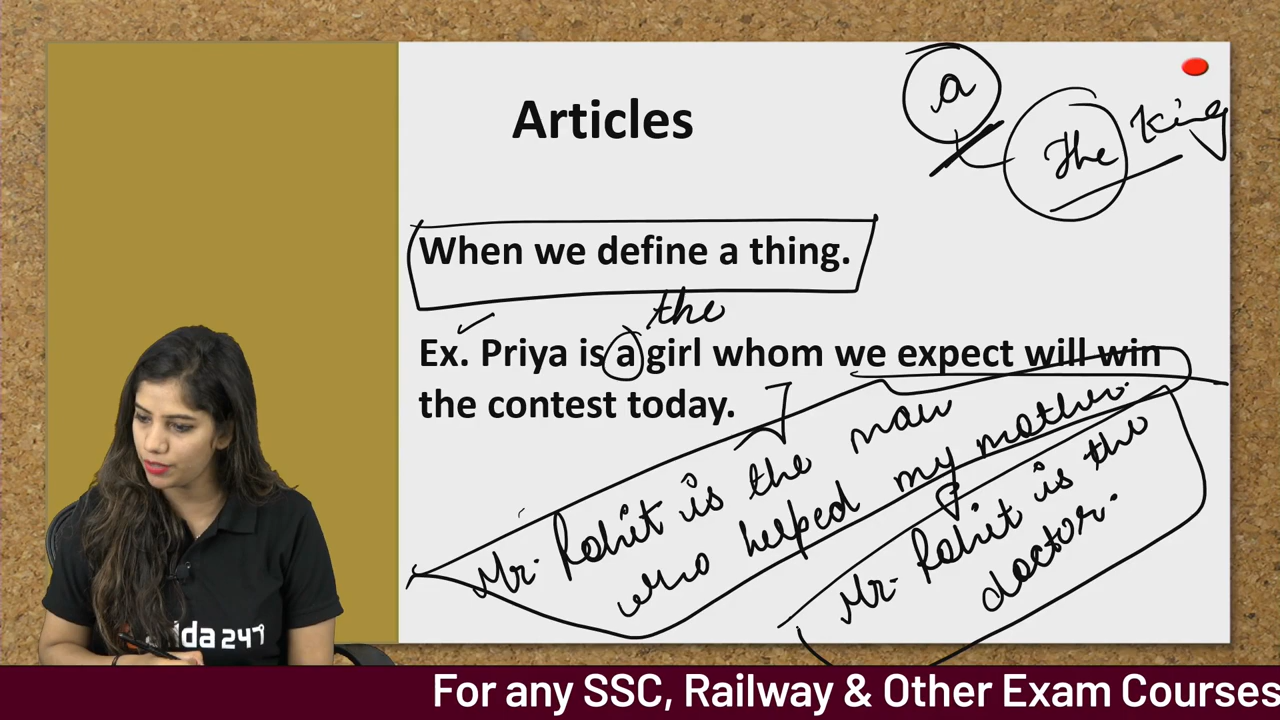 a
the king
Articles
When we define a thing.
the
Ex. Priya is a girl whom we expect will win
the contest today.
Mr. Rohit is the man
who helped my mother.
Mr. Rohit is the
doctor.
da 247
For any SSC, Railway & Other Exam Courses